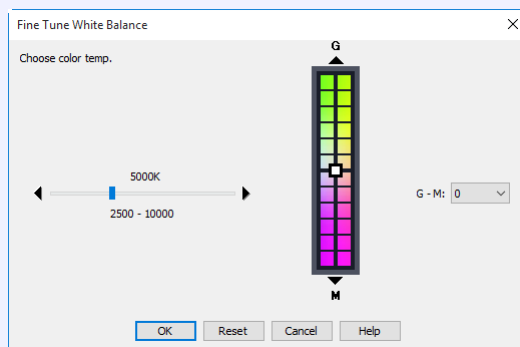 Fine Tune White Balance
Choose color temp.
G
5000K
2500 - 10000
G - M: 0
M
OK Reset Cancel Help